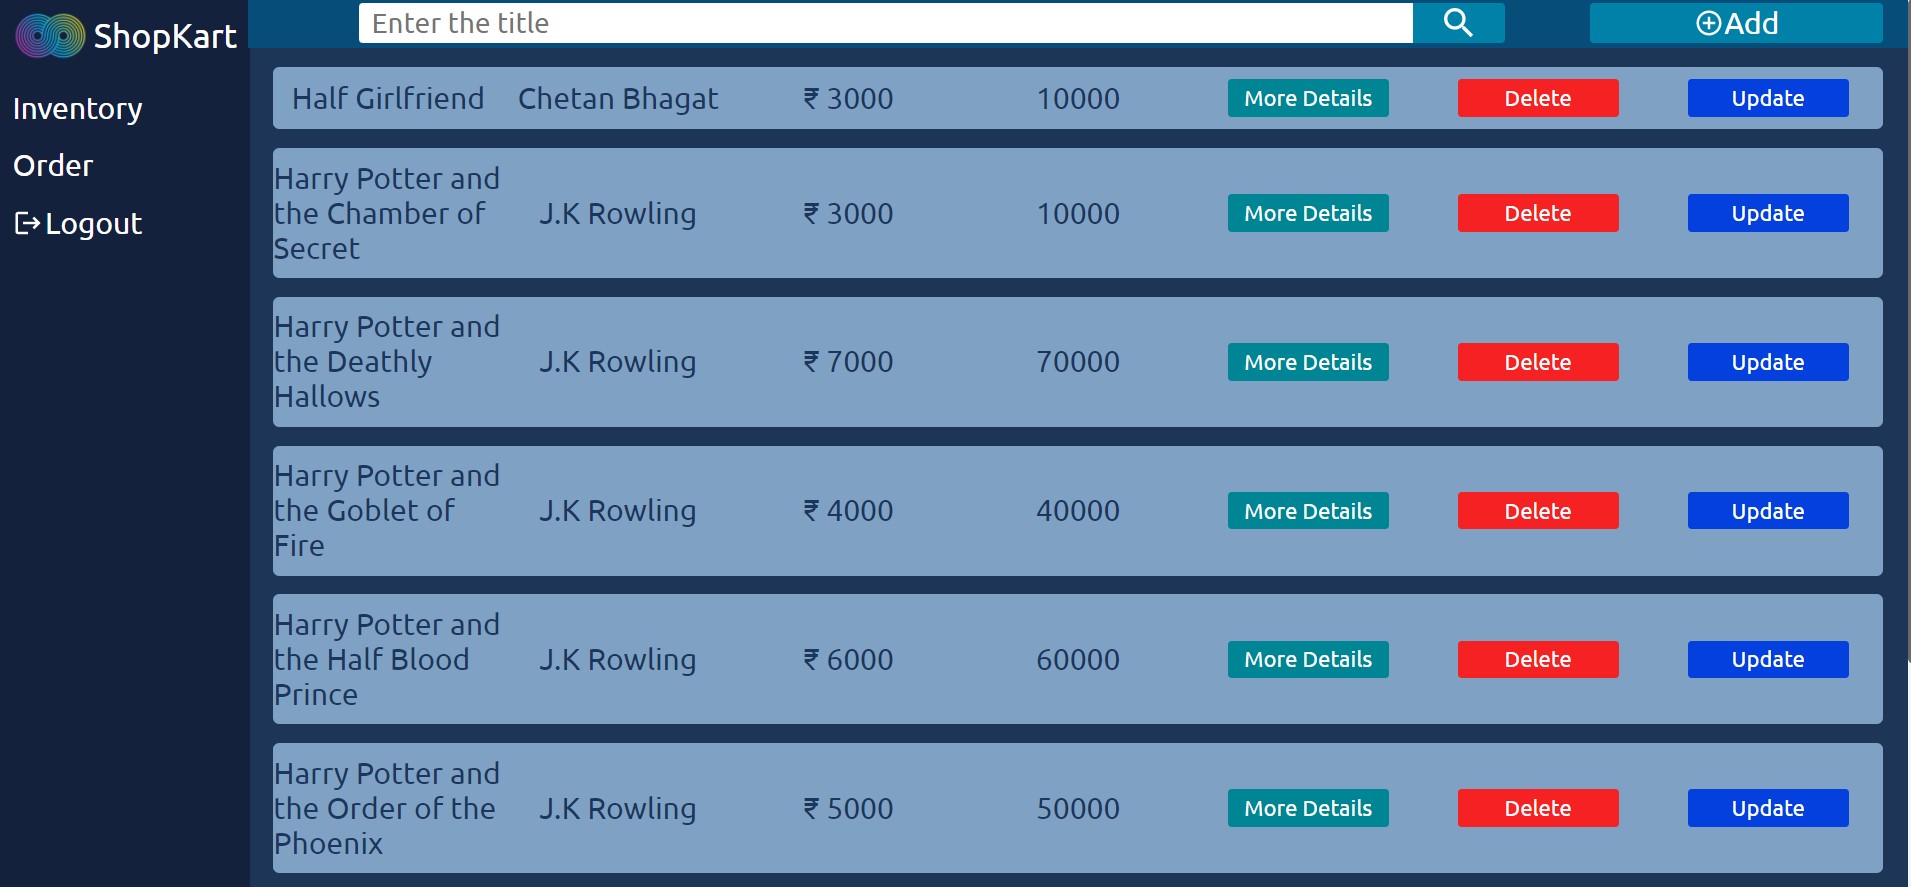 ShopKart
Enter the title
Add
Inventory
Order
Logout
Half Girlfriend Chetan Bhagat ₹ 3000 10000 More Details Delete Update
Harry Potter and
the Chamber of
Secret
J.K Rowling ₹ 3000 10000 More Details Delete Update
Harry Potter and
the Deathly
Hallows
J.K Rowling ₹ 7000 70000 More Details Delete Update
Harry Potter and
the Goblet of
Fire
J.K Rowling ₹ 4000 40000 More Details Delete Update
Harry Potter and
the Half Blood
Prince
J.K Rowling ₹ 6000 60000 More Details Delete Update
Harry Potter and
the Order of the
Phoenix
J.K Rowling ₹ 5000 50000 More Details Delete Update